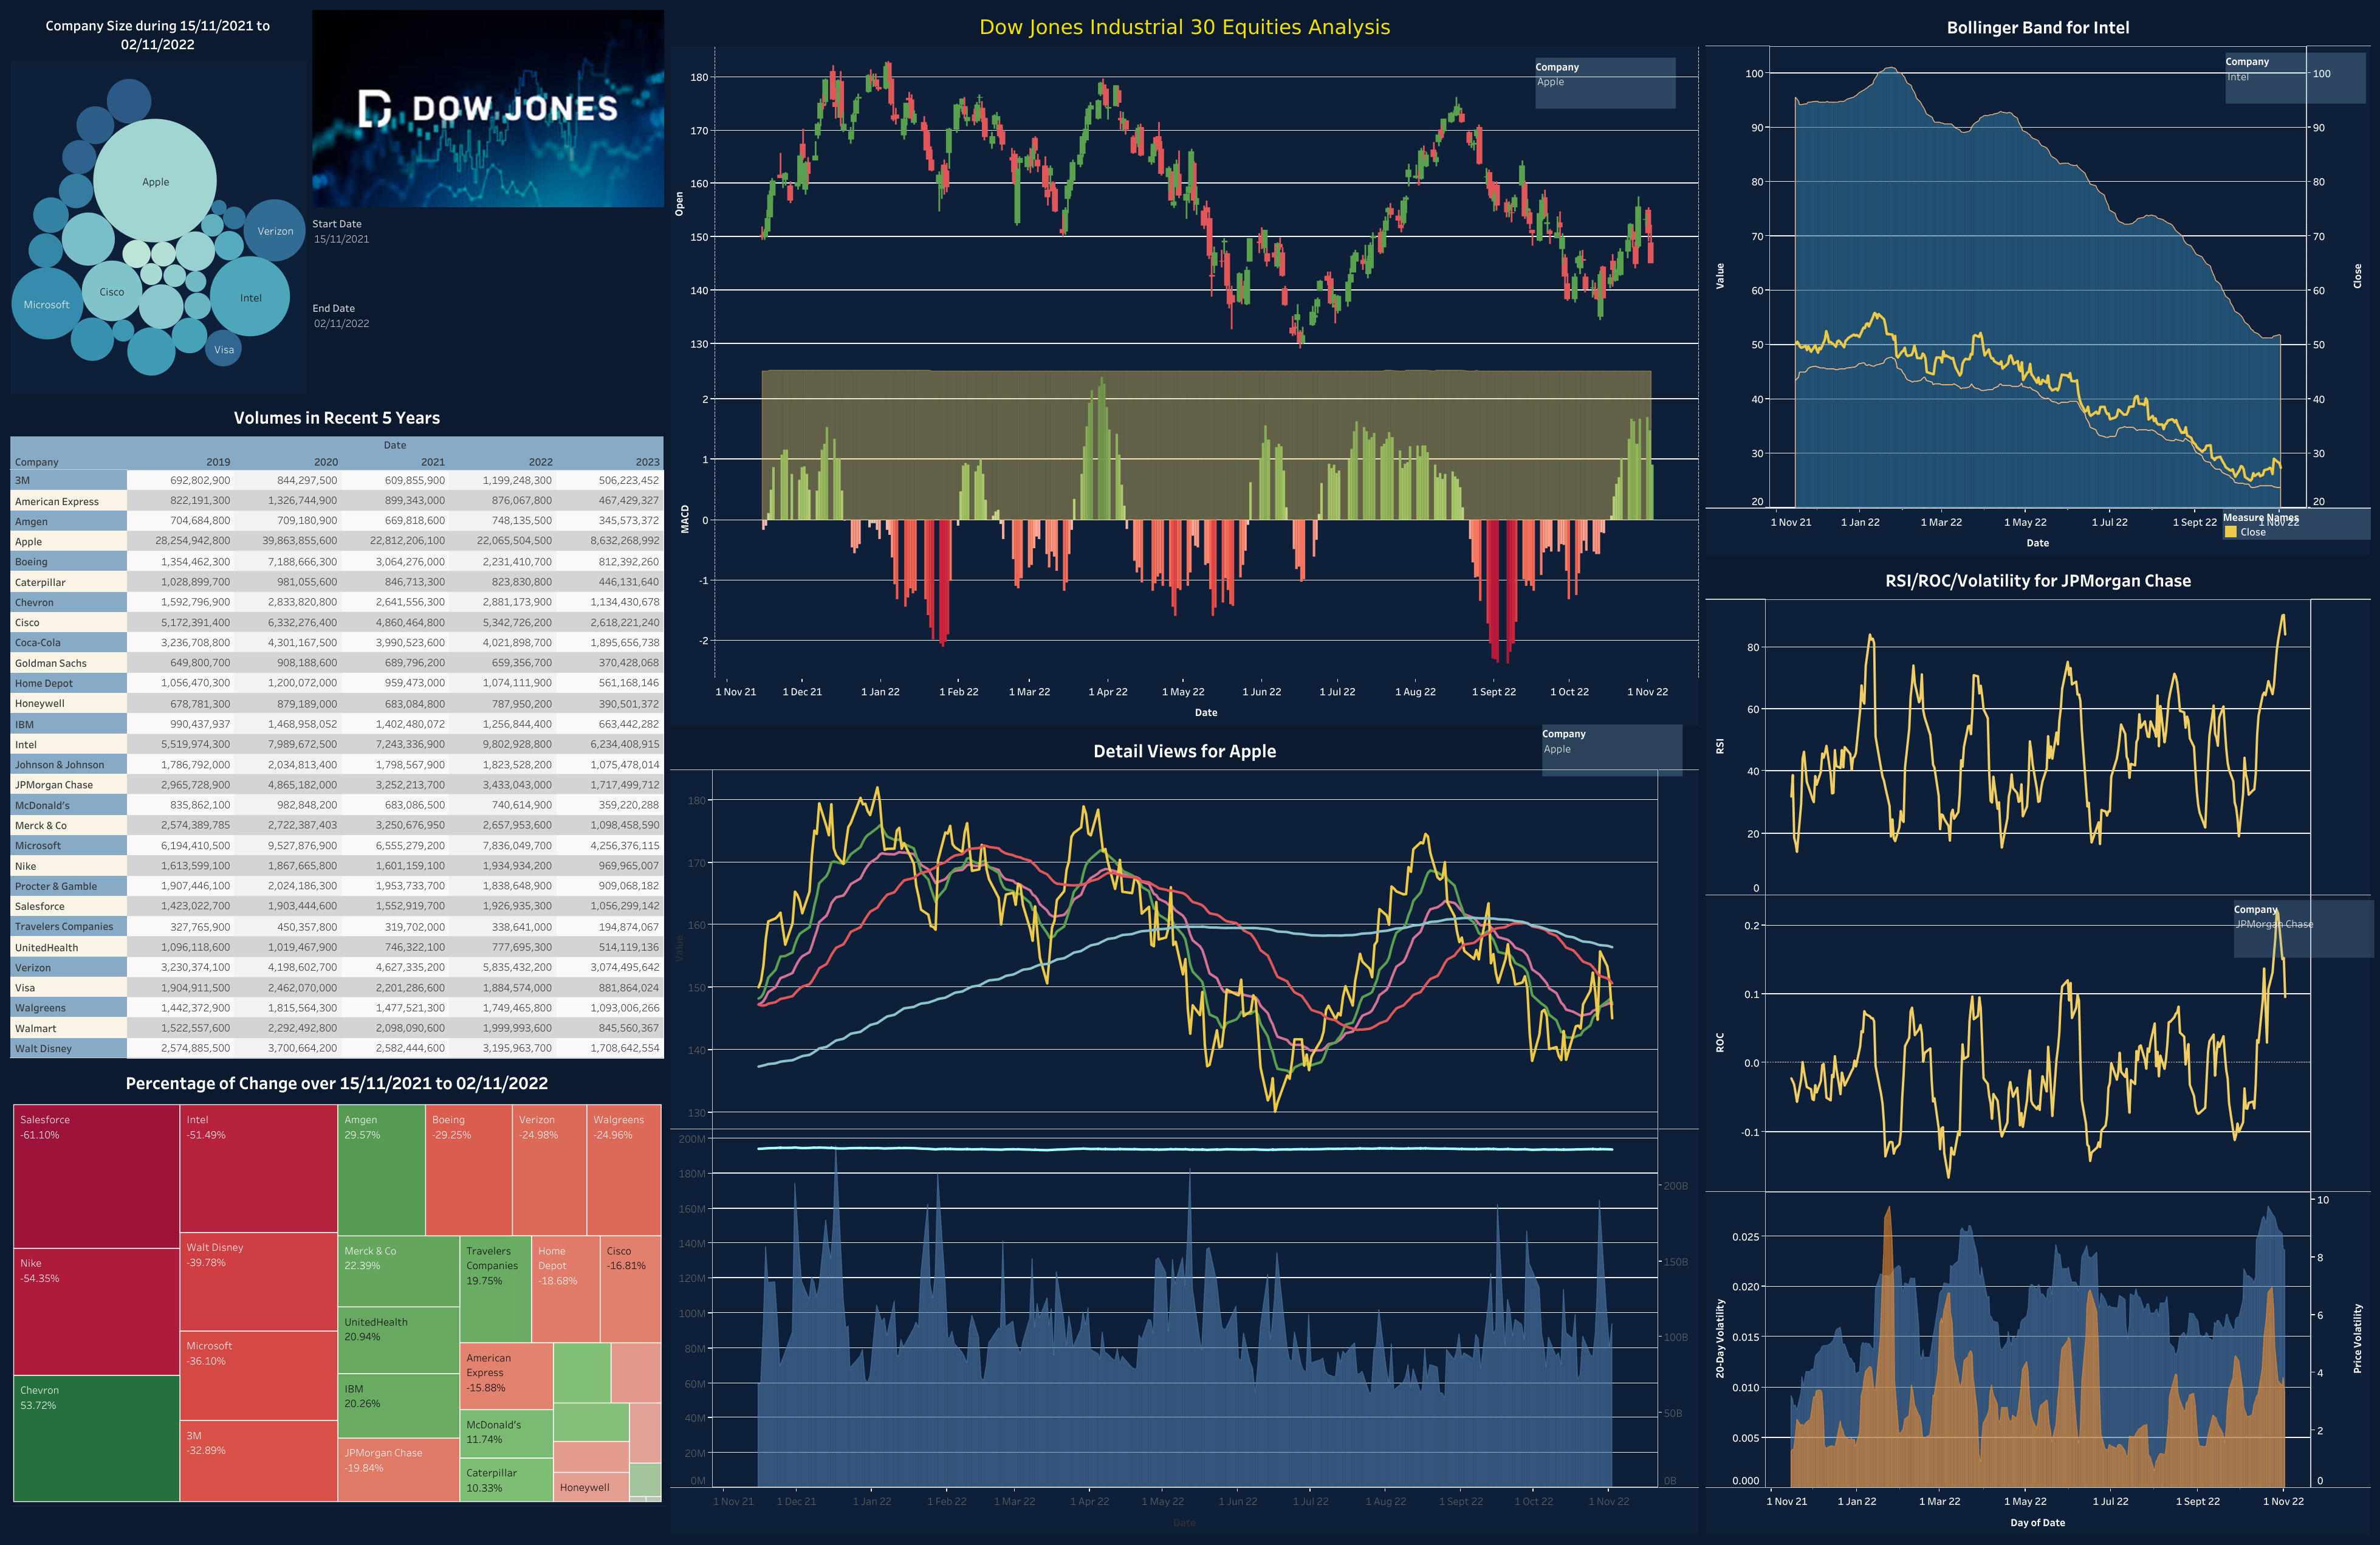 Company Size during 15/11/2021 to
02/11/2022
Apple
Verizon
Microsoft
Cisco
Intel
Visa
DOW JONES
Start Date
15/11/2021
End Date
02/11/2022
Volumes in Recent 5 Years
Date
Company 2019 2020 2021 2022 2023
3M 692,802,900 844,297,500 609,855,900 1,199,248,300 506,223,452
American Express 822,191,300 1,326,744,900 899,343,000 876,067,800 467,429,327
Amgen 704,684,800 709,180,900 669,818,600 748,135,500 345,573,372
Apple 28,254,942,800 39,863,855,600 22,812,206,100 22,065,504,500 8,632,268,992
Boeing 1,354,462,300 7,188,666,300 3,064,276,000 2,231,410,700 812,392,260
Caterpillar 1,028,899,700 981,055,600 846,713,300 823,830,800 446,131,640
Chevron 1,592,796,900 2,833,820,800 2,641,556,300 2,881,173,900 1,134,430,678
Cisco 5,172,391,400 6,332,276,400 4,860,464,800 5,342,726,200 2,618,221,240
Coca-Cola 3,236,708,800 4,301,167,500 3,990,523,600 4,021,898,700 1,895,656,738
Goldman Sachs 649,800,700 908,188,600 689,796,200 659,356,700 370,428,068
Home Depot 1,056,470,300 1,200,072,000 959,473,000 1,074,111,900 561,168,146
Honeywell 678,781,300 879,189,000 683,084,800 787,950,200 390,501,372
IBM 990,437,937 1,468,958,052 1,402,480,072 1,256,844,400 663,442,282
Intel 5,519,974,300 7,989,672,500 7,243,336,900 9,802,928,800 6,234,408,915
Johnson & Johnson 1,786,792,000 2,034,813,400 1,798,567,900 1,823,528,200 1,075,478,014
JPMorgan Chase 2,965,728,900 4,865,182,000 3,252,213,700 3,433,043,000 1,717,499,712
McDonald's 835,862,100 982,848,200 683,086,500 740,614,900 359,220,288
Merck & Co 2,574,389,785 2,722,387,403 3,250,676,950 2,657,953,600 1,098,458,590
Microsoft 6,194,410,500 9,527,876,900 6,555,279,200 7,836,049,700 4,256,376,115
Nike 1,613,599,100 1,867,665,800 1,601,159,100 1,934,934,200 969,965,007
Procter & Gamble 1,907,446,100 2,024,186,300 1,953,733,700 1,838,648,900 909,068,182
Salesforce 1,423,022,700 1,903,444,600 1,552,919,700 1,926,935,300 1,056,299,142
Travelers Companies 327,765,900 450,357,800 319,702,000 338,641,000 194,874,067
UnitedHealth 1,096,118,600 1,019,467,900 746,322,100 777,695,300 514,119,136
Verizon 3,230,374,100 4,198,602,700 4,627,335,200 5,835,432,200 3,074,495,642
Visa 1,904,911,500 2,462,070,000 2,201,286,600 1,884,574,000 881,864,024
Walgreens 1,442,372,900 1,815,564,300 1,477,521,300 1,749,465,800 1,093,006,266
Walmart 1,522,557,600 2,292,492,800 2,098,090,600 1,999,993,600 845,560,367
Walt Disney 2,574,885,500 3,700,664,200 2,582,444,600 3,195,963,700 1,708,642,554
Percentage of Change over 15/11/2021 to 02/11/2022
Salesforce
-61.10%
Nike
-54.35%
Chevron
53.72%
Intel
-51.49%
Walt Disney
-39.78%
Microsoft
-36.10%
3M
-32.89%
Amgen
29.57%
Boeing
-29.25%
Verizon
-24.98%
Walgreens
-24.96%
Merck & Co
22.39%
UnitedHealth
20.94%
IBM
20.26%
JPMorgan Chase
-19.84%
Travelers
Companies
19.75%
Home
Depot
-18.68%
Cisco
-16.81%
American
Express
-15.88%
McDonald's
11.74%
Caterpillar
10.33%
Honeywell
Dow Jones Industrial 30 Equities Analysis
Company
Apple
Open
180
170
160
150
140
130
MACD
2
1
0
-1
-2
1 Nov 21 1 Dec 21 1 Jan 22 1 Feb 22 1 Mar 22 1 Apr 22 1 May 22 1 Jun 22 1 Jul 22 1 Aug 22 1 Sept 22 1 Oct 22 1 Nov 22
Date
Detail Views for Apple
Company
Apple
Value
180
170
160
150
140
130
200M
180M
160M
140M
120M
100M
80M
60M
40M
20M
0M
200B
150B
100B
50B
0B
1 Nov 21 1 Dec 21 1 Jan 22 1 Feb 22 1 Mar 22 1 Apr 22 1 May 22 1 Jun 22 1 Jul 22 1 Aug 22 1 Sept 22 1 Oct 22 1 Nov 22
Date
Bollinger Band for Intel
Company
Intel
Value
100
90
80
70
60
50
40
30
20
Close
100
90
80
70
60
50
40
30
20
1 Nov 21 1 Jan 22 1 Mar 22 1 May 22 1 Jul 22 1 Sept 22 1 Nov 22
Date
Measure Names
Close
RSI/ROC/Volatility for JPMorgan Chase
RSI
80
60
40
20
0
Company
JPMorgan Chase
ROC
0.2
0.1
0.0
-0.1
20-Day Volatility
0.025
0.020
0.015
0.010
0.005
0.000
Price Volatility
10
8
6
4
2
0
1 Nov 21 1 Jan 22 1 Mar 22 1 May 22 1 Jul 22 1 Sept 22 1 Nov 22
Day of Date